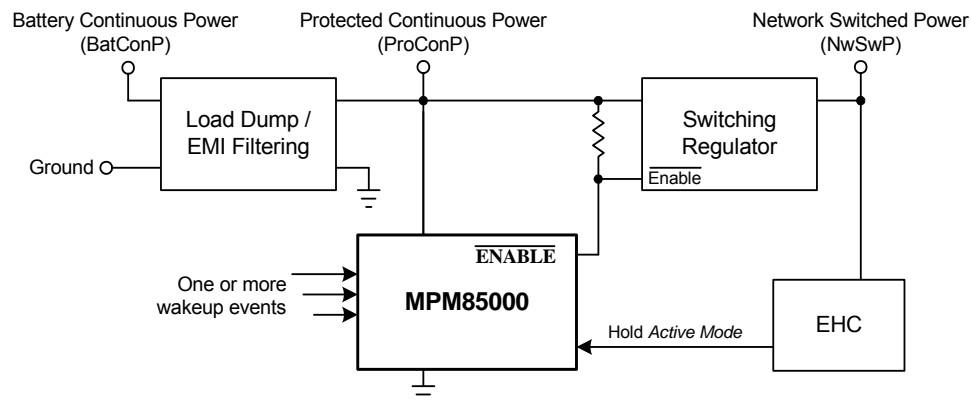 Battery Continuous Power
(BatConP)
Protected Continuous Power
(ProConP)
Network Switched Power
(NwSwP)
Load Dump /
EMI Filtering
Switching
Regulator
Ground
Enable
ENABLE
MPM85000
One or more
wakeup events
Hold Active Mode
EHC